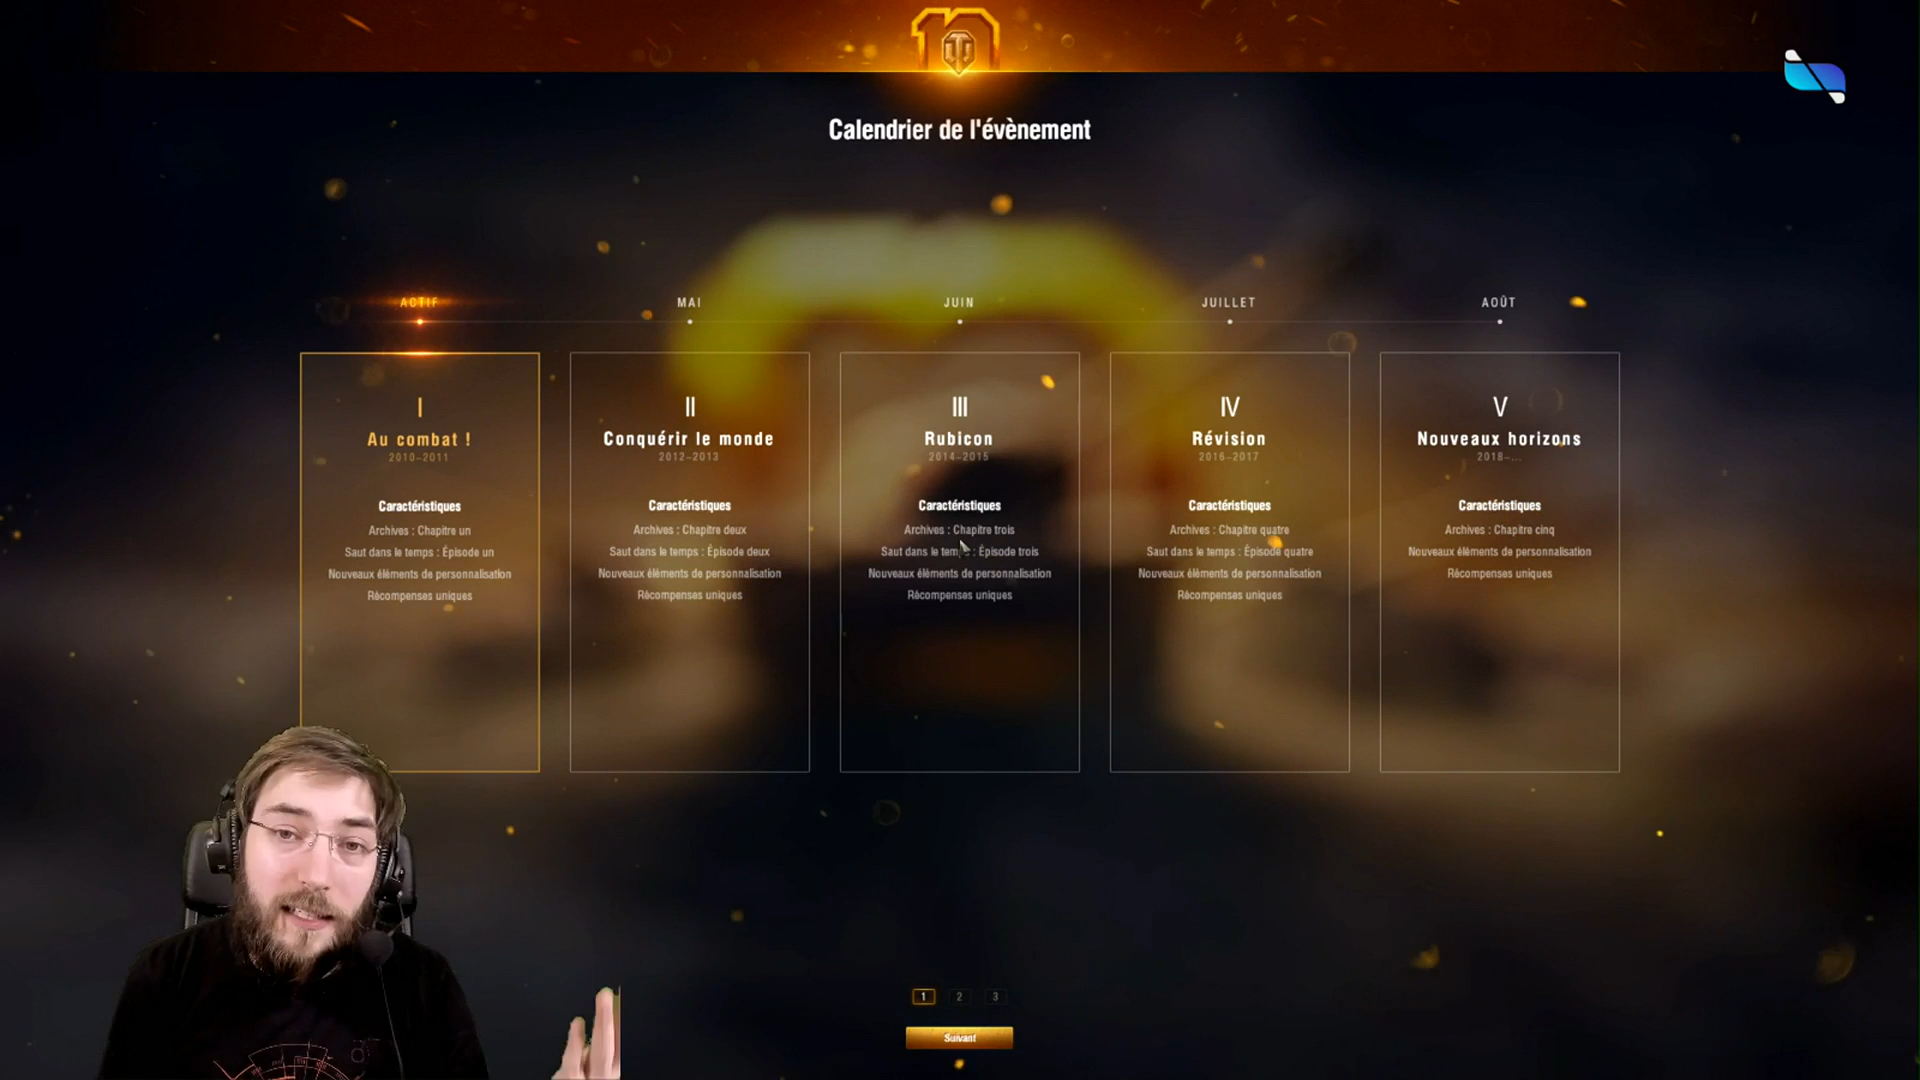 10
Calendrier de l'évènement
ACTIF
MAI
JUIN
JUILLET
AOÛT
I
Au combat !
2010–2011
Caractéristiques
Archives : Chapitre un
Saut dans le temps : Épisode un
Nouveaux éléments de personnalisation
Récompenses uniques
II
Conquérir le monde
2012–2013
Caractéristiques
Archives : Chapitre deux
Saut dans le temps : Épisode deux
Nouveaux éléments de personnalisation
Récompenses uniques
III
Rubicon
2014–2015
Caractéristiques
Archives : Chapitre trois
Saut dans le temps : Épisode trois
Nouveaux éléments de personnalisation
Récompenses uniques
IV
Révision
2016–2017
Caractéristiques
Archives : Chapitre quatre
Saut dans le temps : Épisode quatre
Nouveaux éléments de personnalisation
Récompenses uniques
V
Nouveaux horizons
2018–...
Caractéristiques
Archives : Chapitre cinq
Nouveaux éléments de personnalisation
Récompenses uniques
1 2 3
Suivant